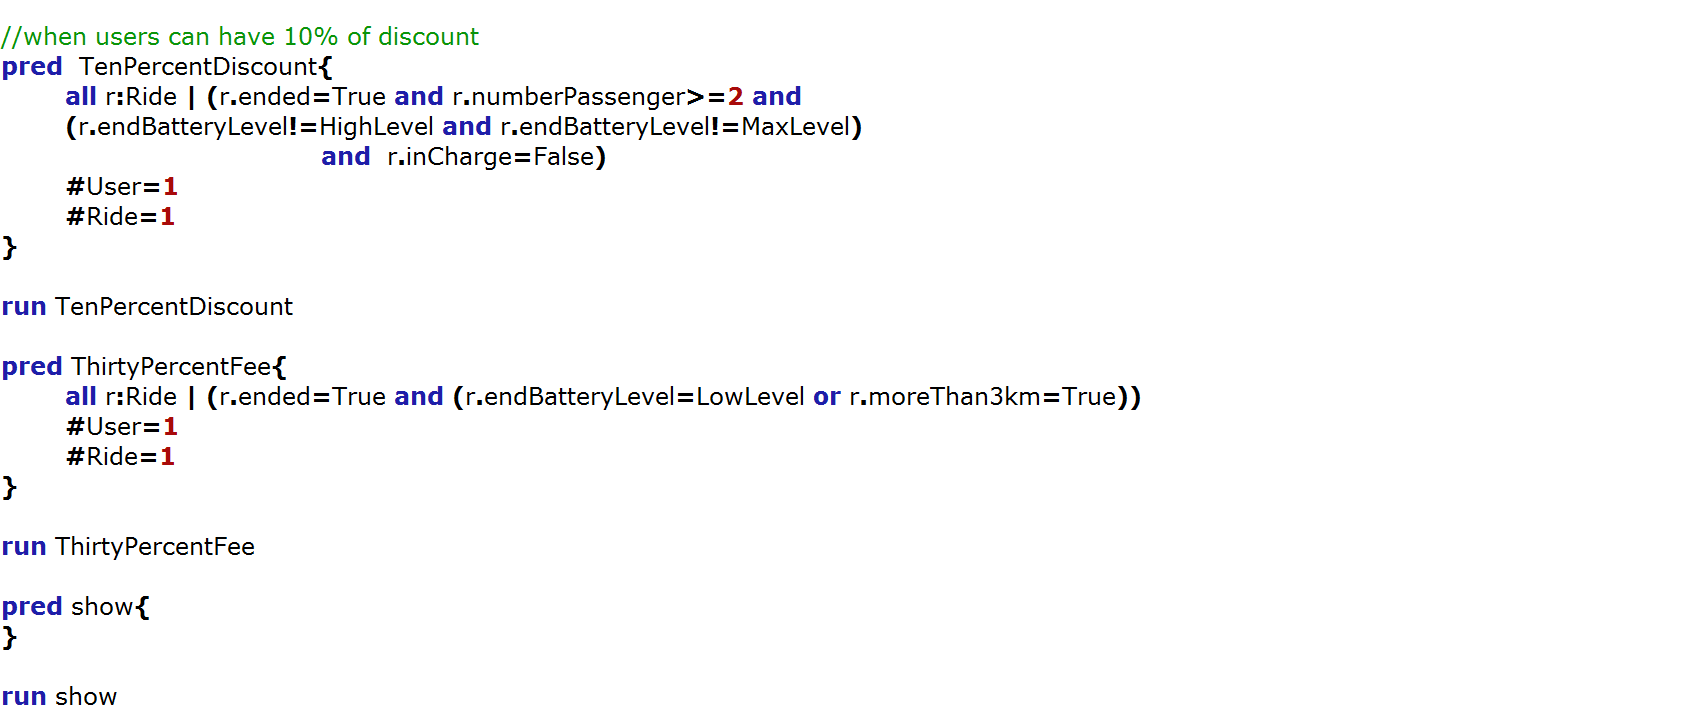 //when users can have 10% of discount
pred  TenPercentDiscount{
all r:Ride | (r.ended=True and r.numberPassenger>=2 and
(r.endBatteryLevel!=HighLevel and r.endBatteryLevel!=MaxLevel)
and  r.inCharge=False)
#User=1
#Ride=1
}
run TenPercentDiscount
pred ThirtyPercentFee{
all r:Ride | (r.ended=True and (r.endBatteryLevel=LowLevel or r.moreThan3km=True))
#User=1
#Ride=1
}
run ThirtyPercentFee
pred show{
}
run show